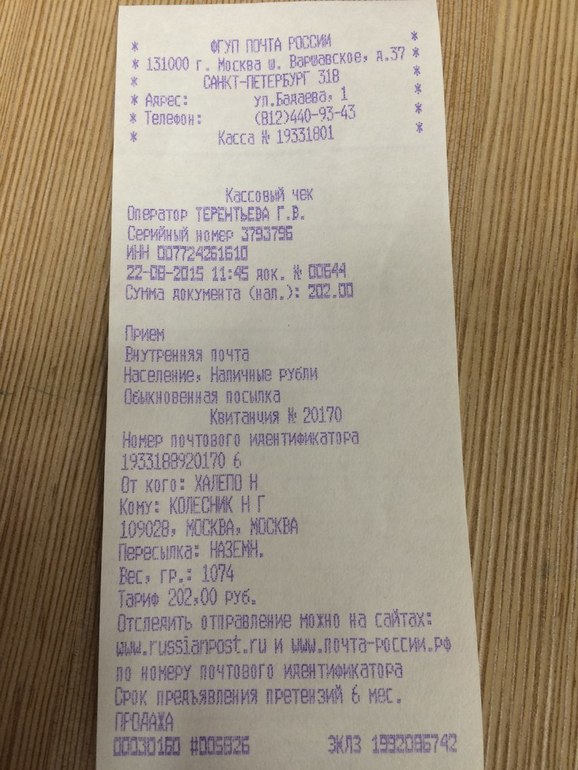 * ФГУП ПОЧТА РОССИИ *
* 131000 г. Москва ш. Варшавское, д.37 *
* САНКТ-ПЕТЕРБУРГ 318 *
* Адрес: ул.Бадаева, 1 *
* Телефон: (812)440-93-43 *
* Касса № 19331801 *
Кассовый чек
Оператор ТЕРЕНТЬЕВА Г.В.
Серийный номер 3793796
ИНН 007724261610
22-08-2015 11:45 док. № 00644
Сумма документа (нал.): 202.00
Прием
Внутренняя почта
Население, Наличные рубли
Обыкновенная посылка
Квитанция № 20170
Номер почтового идентификатора
1933188920170 6
От кого: ХАЛЕПО Н
Кому: КОЛЕСНИК Н Г
109028, МОСКВА, МОСКВА
Пересылка: НАЗЕМН.
Вес, гр.: 1074
Тариф 202,00 руб.
Отследить отправление можно на сайтах:
www.russianpost.ru и www.почта-россии.рф
по номеру почтового идентификатора
Срок предъявления претензий 6 мес.
ПРОДАЖА
00030160 #005826 ЭКЛЗ 1992086742